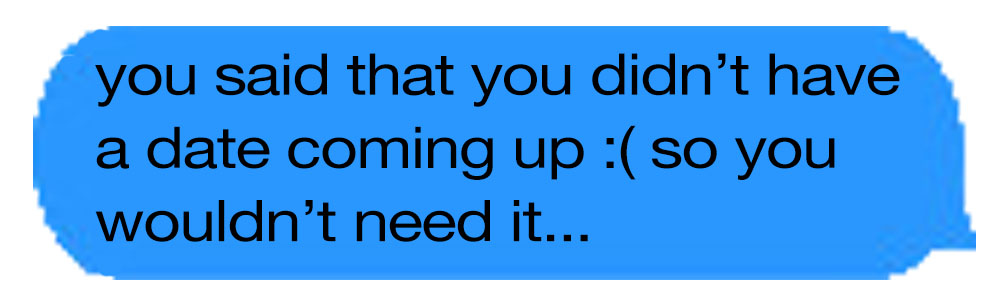 you said that you didn’t have
a date coming up :( so you
wouldn’t need it...